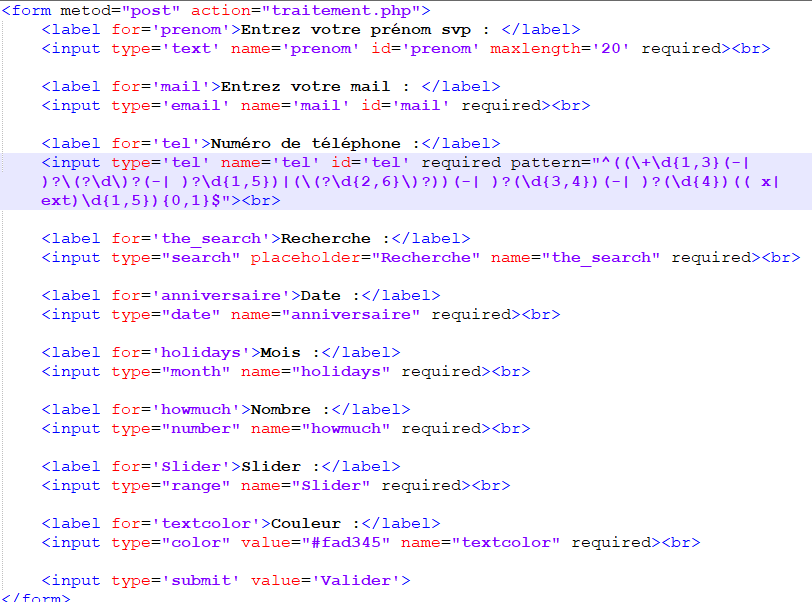 <form metod="post" action="traitement.php">
<label for='prenom'>Entrez votre prénom svp : </label>
<input type='text' name='prenom' id='prenom' maxlength='20' required><br>
<label for='mail'>Entrez votre mail : </label>
<input type='email' name='mail' id='mail' required><br>
<label for='tel'>Numéro de téléphone :</label>
<input type='tel' name='tel' id='tel' required pattern="^((\+\d{1,3}(-|
)?\(?\d\)?(-| )?\d{1,5})|(\(?\d{2,6}\)?))(-| )?(\d{3,4})(-| )?(\d{4})(( x|
ext)\d{1,5}){0,1}$"><br>
<label for='the_search'>Recherche :</label>
<input type="search" placeholder="Recherche" name="the_search" required><br>
<label for='anniversaire'>Date :</label>
<input type="date" name="anniversaire" required><br>
<label for='holidays'>Mois :</label>
<input type="month" name="holidays" required><br>
<label for='howmuch'>Nombre :</label>
<input type="number" name="howmuch" required><br>
<label for='Slider'>Slider :</label>
<input type="range" name="Slider" required><br>
<label for='textcolor'>Couleur :</label>
<input type="color" value="#fad345" name="textcolor" required><br>
<input type='submit' value='Valider'>
</form>